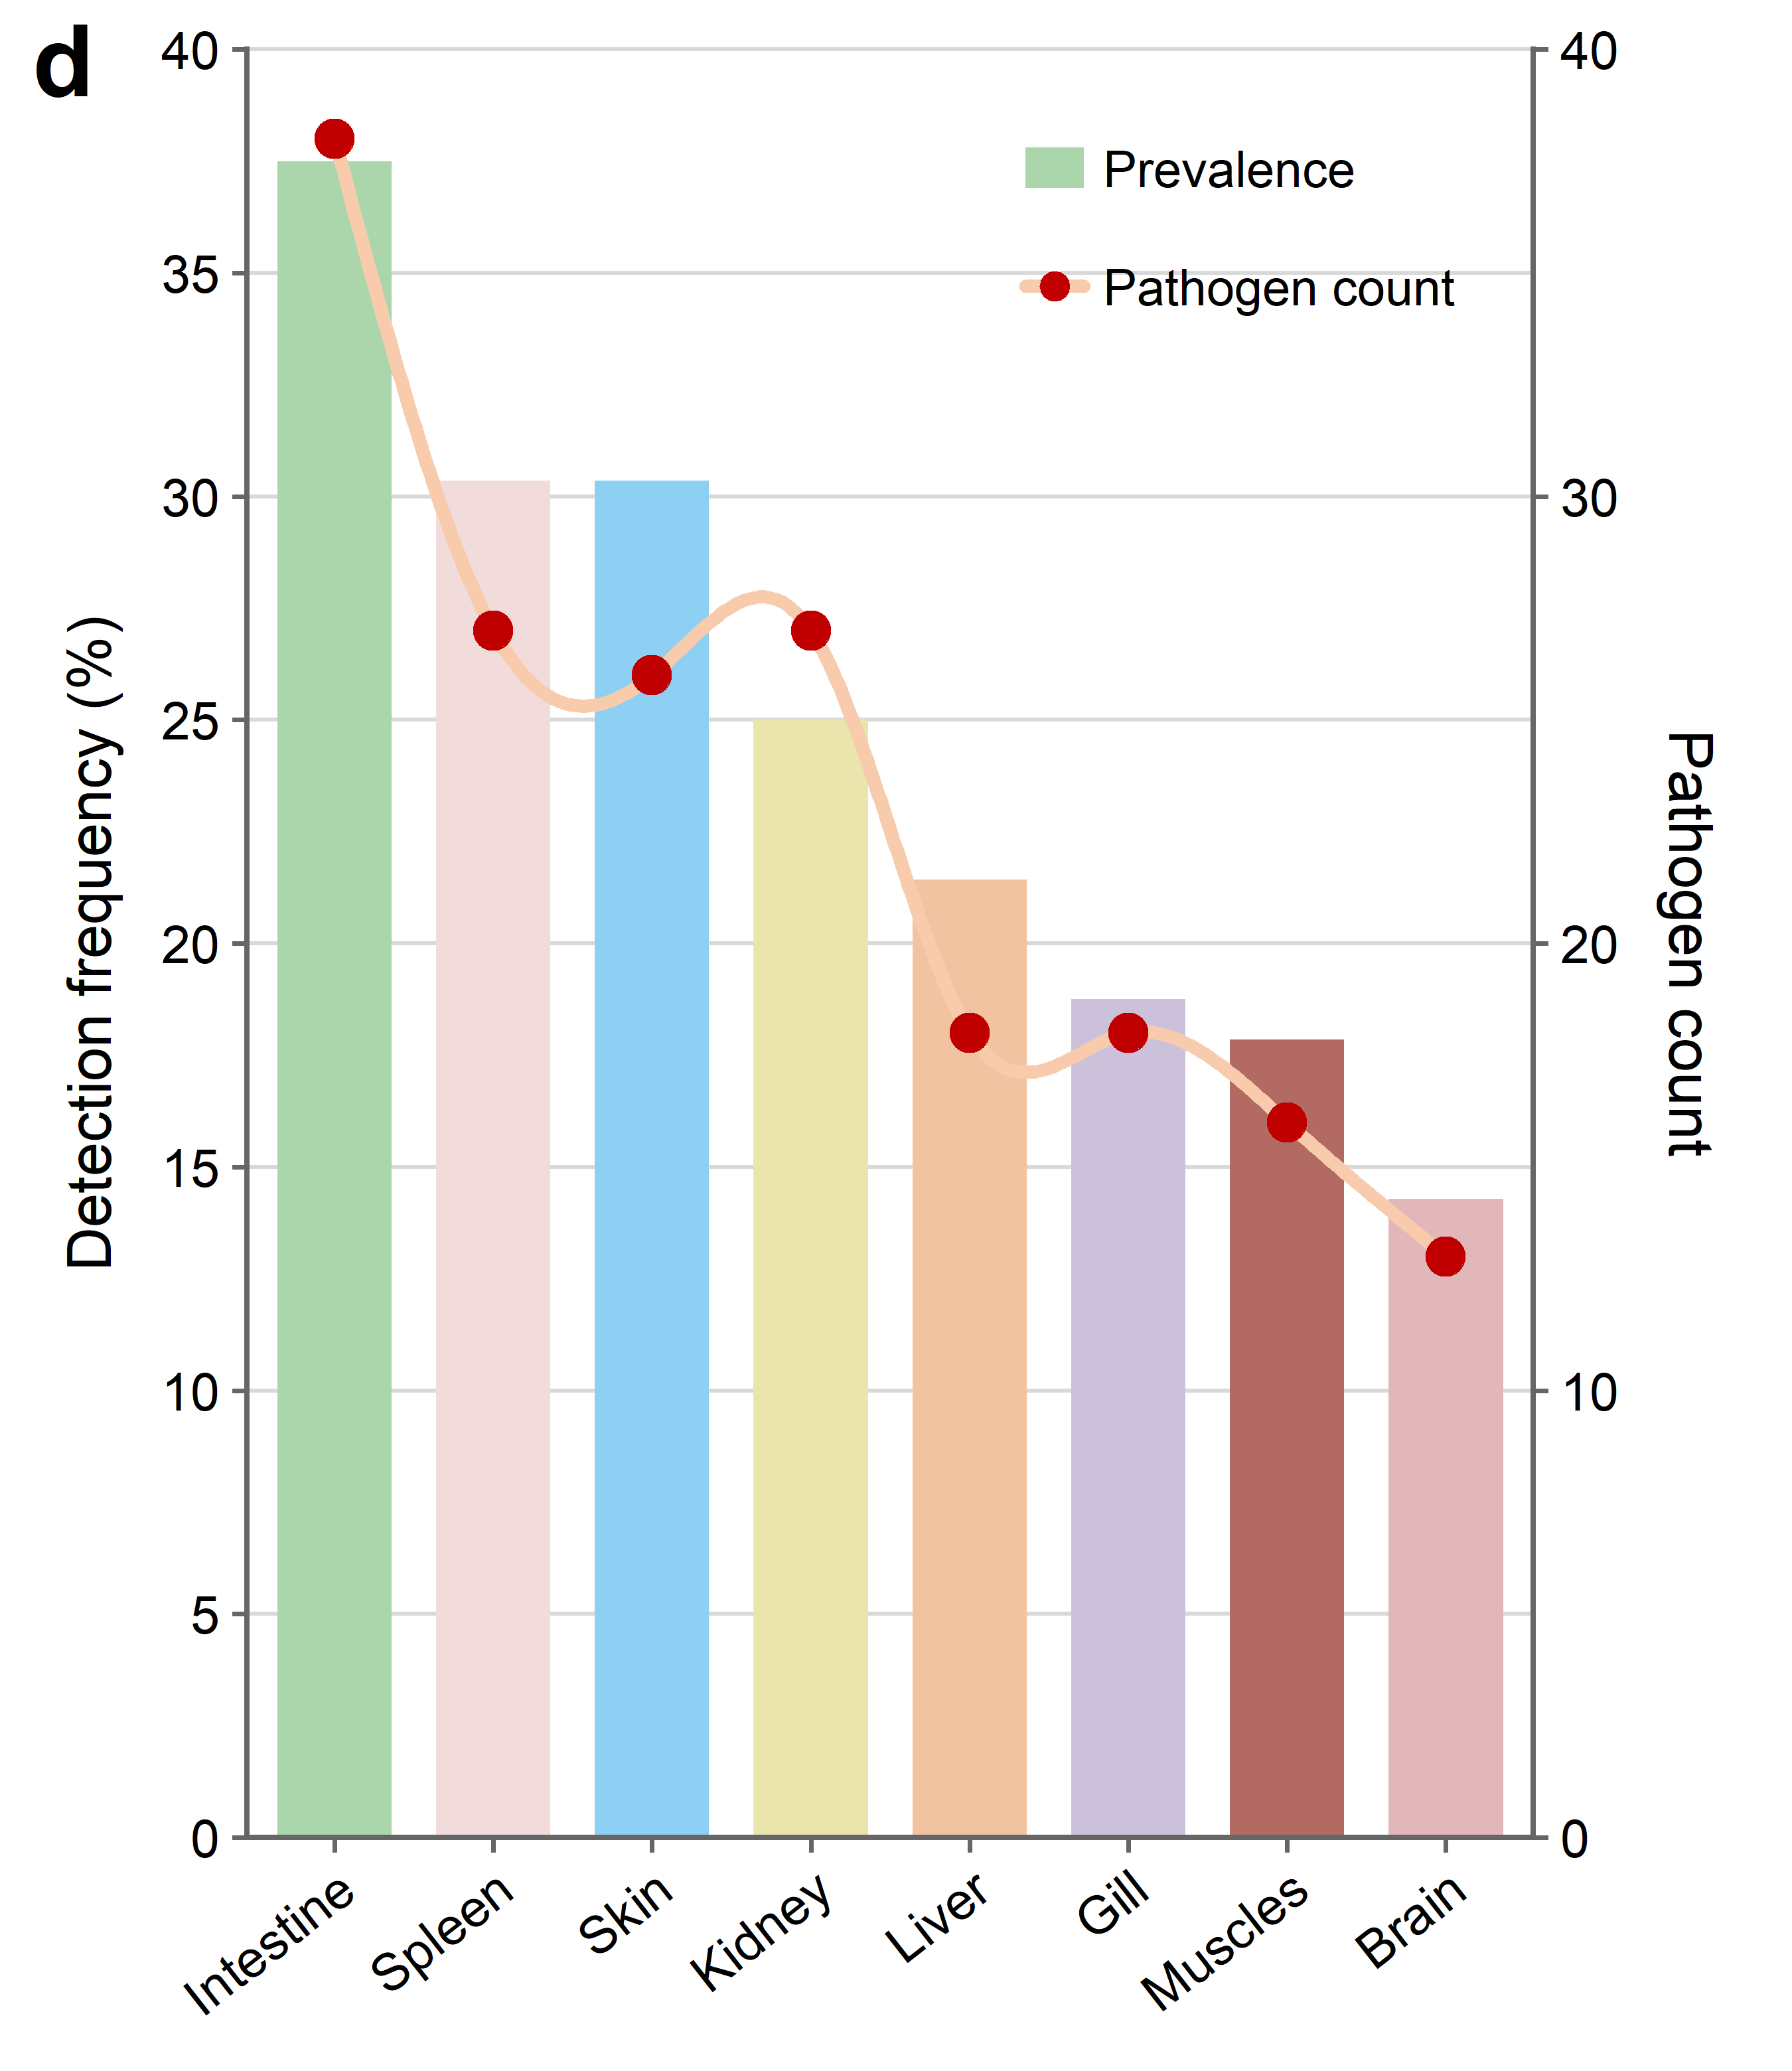 d
40
35
30
25
20
15
10
5
0
Detection frequency (%)
Prevalence
Pathogen count
40
30
20
10
0
Pathogen count
Intestine
Spleen
Skin
Kidney
Liver
Gill
Muscles
Brain